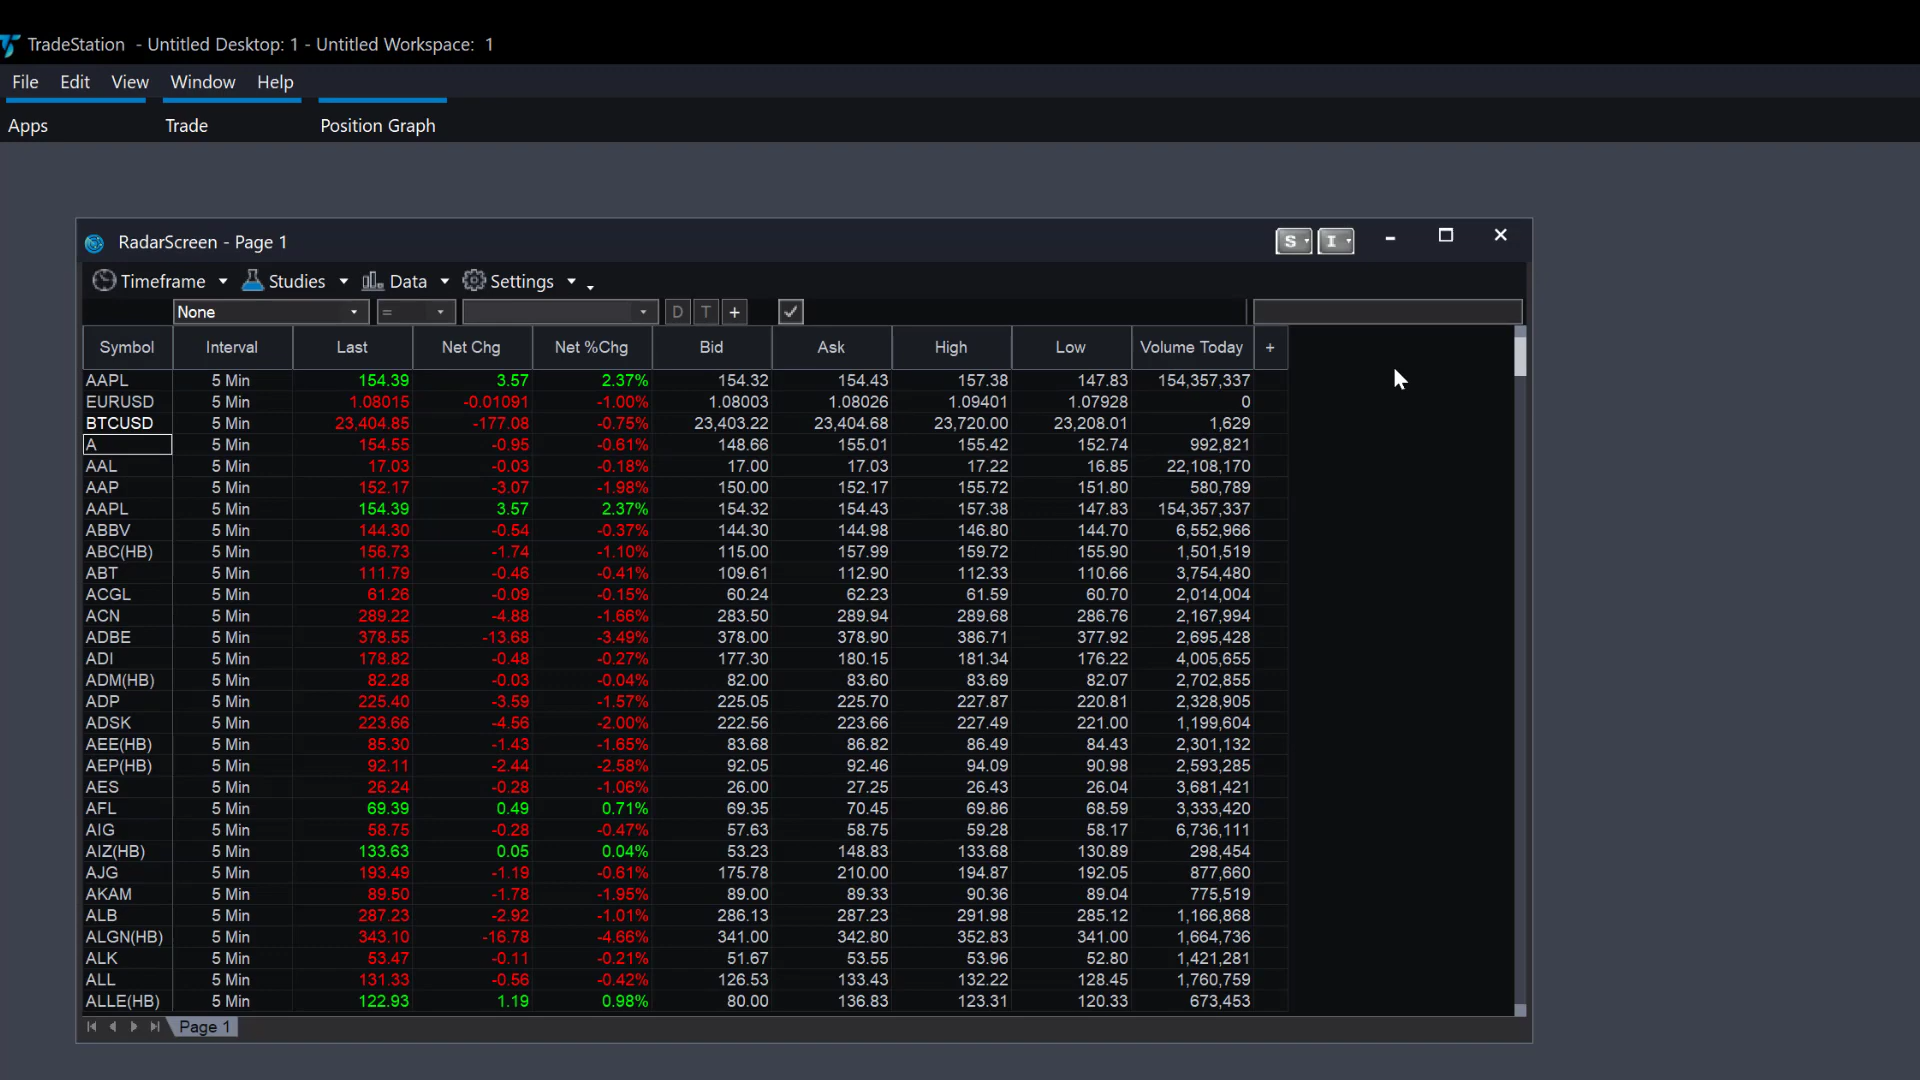 TradeStation - Untitled Desktop: 1 - Untitled Workspace: 1
File Edit View Window Help
Apps Trade Position Graph
RadarScreen - Page 1 S I
Timeframe Studies Data Settings
None = D T +
Symbol Interval Last Net Chg Net %Chg Bid Ask High Low Volume Today +
AAPL 5 Min 154.39 3.57 2.37% 154.32 154.43 157.38 147.83 154,357,337
EURUSD 5 Min 1.08015 -0.01091 -1.00% 1.08003 1.08026 1.09401 1.07928 0
BTCUSD 5 Min 23,404.85 -177.08 -0.75% 23,403.22 23,404.68 23,720.00 23,208.01 1,629
A 5 Min 154.55 -0.95 -0.61% 148.66 155.01 155.42 152.74 992,821
AAL 5 Min 17.03 -0.03 -0.18% 17.00 17.03 17.22 16.85 22,108,170
AAP 5 Min 152.17 -3.07 -1.98% 150.00 152.17 155.72 151.80 580,789
AAPL 5 Min 154.39 3.57 2.37% 154.32 154.43 157.38 147.83 154,357,337
ABBV 5 Min 144.30 -0.54 -0.37% 144.30 144.98 146.80 144.70 6,552,966
ABC(HB) 5 Min 156.73 -1.74 -1.10% 115.00 157.99 159.72 155.90 1,501,519
ABT 5 Min 111.79 -0.46 -0.41% 109.61 112.90 112.33 110.66 3,754,480
ACGL 5 Min 61.26 -0.09 -0.15% 60.24 62.23 61.59 60.70 2,014,004
ACN 5 Min 289.22 -4.88 -1.66% 283.50 289.94 289.68 286.76 2,167,994
ADBE 5 Min 378.55 -13.68 -3.49% 378.00 378.90 386.71 377.92 2,695,428
ADI 5 Min 178.82 -0.48 -0.27% 177.30 180.15 181.34 176.22 4,005,655
ADM(HB) 5 Min 82.28 -0.03 -0.04% 82.00 83.60 83.69 82.07 2,702,855
ADP 5 Min 225.40 -3.59 -1.57% 225.05 225.70 227.87 220.81 2,328,905
ADSK 5 Min 223.66 -4.56 -2.00% 222.56 223.66 227.49 221.00 1,199,604
AEE(HB) 5 Min 85.30 -1.43 -1.65% 83.68 86.82 86.49 84.43 2,301,132
AEP(HB) 5 Min 92.11 -2.44 -2.58% 92.05 92.46 94.09 90.98 2,593,285
AES 5 Min 26.24 -0.28 -1.06% 26.00 27.25 26.43 26.04 3,681,421
AFL 5 Min 69.39 0.49 0.71% 69.35 70.45 69.86 68.59 3,333,420
AIG 5 Min 58.75 -0.28 -0.47% 57.63 58.75 59.28 58.17 6,736,111
AIZ(HB) 5 Min 133.63 0.05 0.04% 53.23 148.83 133.68 130.89 298,454
AJG 5 Min 193.49 -1.19 -0.61% 175.78 210.00 194.87 192.05 877,660
AKAM 5 Min 89.50 -1.78 -1.95% 89.00 89.33 90.36 89.04 775,519
ALB 5 Min 287.23 -2.92 -1.01% 286.13 287.23 291.98 285.12 1,166,868
ALGN(HB) 5 Min 343.10 -16.78 -4.66% 341.00 342.80 352.83 341.00 1,664,736
ALK 5 Min 53.47 -0.11 -0.21% 51.67 53.55 53.96 52.80 1,421,281
ALL 5 Min 131.33 -0.56 -0.42% 126.53 133.43 132.22 128.45 1,760,759
ALLE(HB) 5 Min 122.93 1.19 0.98% 80.00 136.83 123.31 120.33 673,453
Page 1